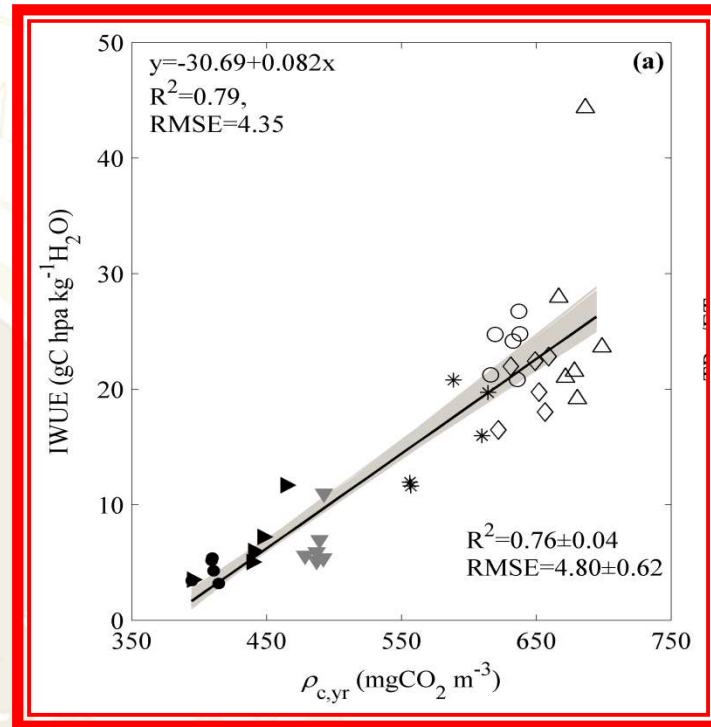 50
40
30
20
10
0
y=-30.69+0.082x
R²=0.79,
RMSE=4.35
(a)
IWUE (gC hpa kg⁻¹H₂O)
R²=0.76±0.04
RMSE=4.80±0.62
350 450 550 650 750
ρc,yr (mgCO₂ m⁻³)